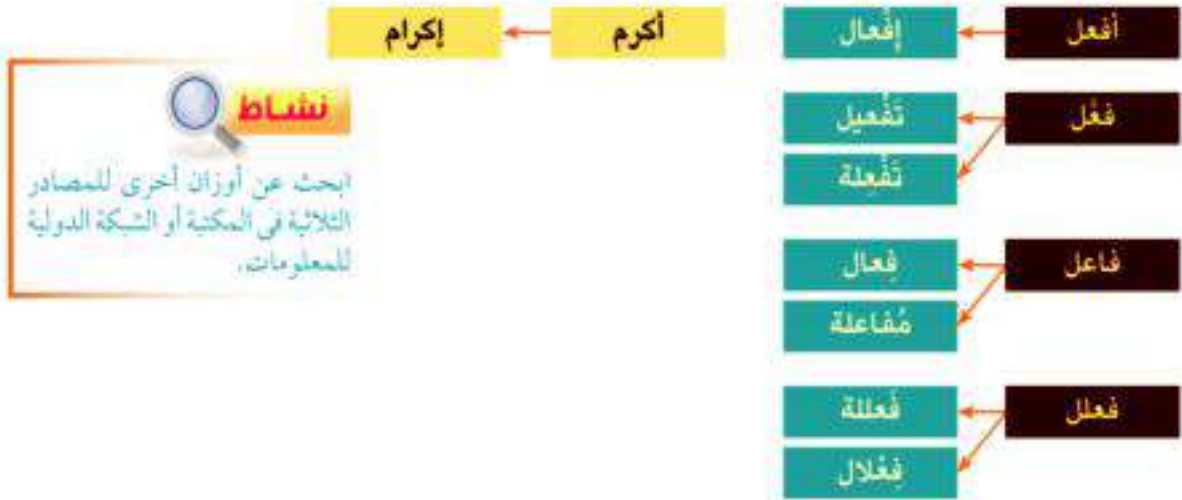 أفعل
إفْعال
أكرم
إكرام
فعَّل
تَفْعيل
تَفْعِلة
فاعل
فِعال
مُفاعلة
فعلل
فَعللة
فِعْلال
نشاط
ابحث عن أوزان أخرى للمصادر
الثلاثية في المكتبة أو الشبكة الدولية
للمعلومات.